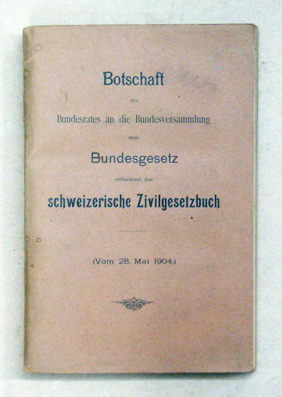 Botschaft
des
Bundesrates an die Bundesversammlung
zum
Bundesgesetz
enthaltend das
schweizerische Zivilgesetzbuch
(Vom 28. Mai 1904.)